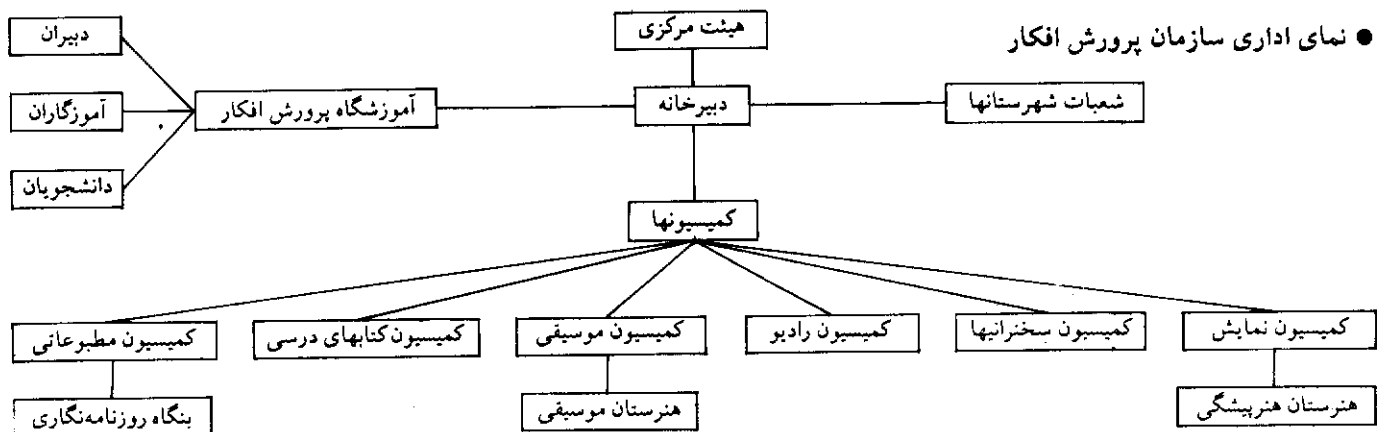 ● نمای اداری سازمان پرورش افکار
هیئت مرکزی
شعبات شهرستانها
دبیرخانه
آموزشگاه پرورش افکار
دبیران
آموزگاران
دانشجویان
کمیسیونها
کمیسیون نمایش
کمیسیون سخنرانیها
کمیسیون رادیو
کمیسیون موسیقی
کمیسیون کتابهای درسی
کمیسیون مطبوعاتی
هنرستان هنرپیشگی
هنرستان موسیقی
بنگاه روزنامه‌نگاری